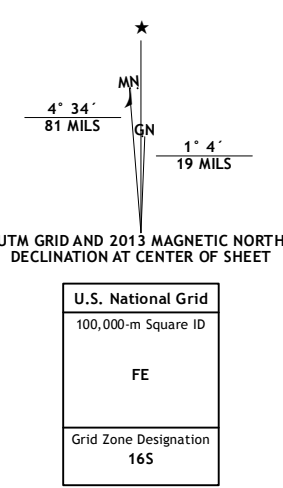 ★
MN
4° 34´
81 MILS
GN
1° 4´
19 MILS
UTM GRID AND 2013 MAGNETIC NORTH
DECLINATION AT CENTER OF SHEET
U.S. National Grid
100,000-m Square ID
FE
Grid Zone Designation
16S